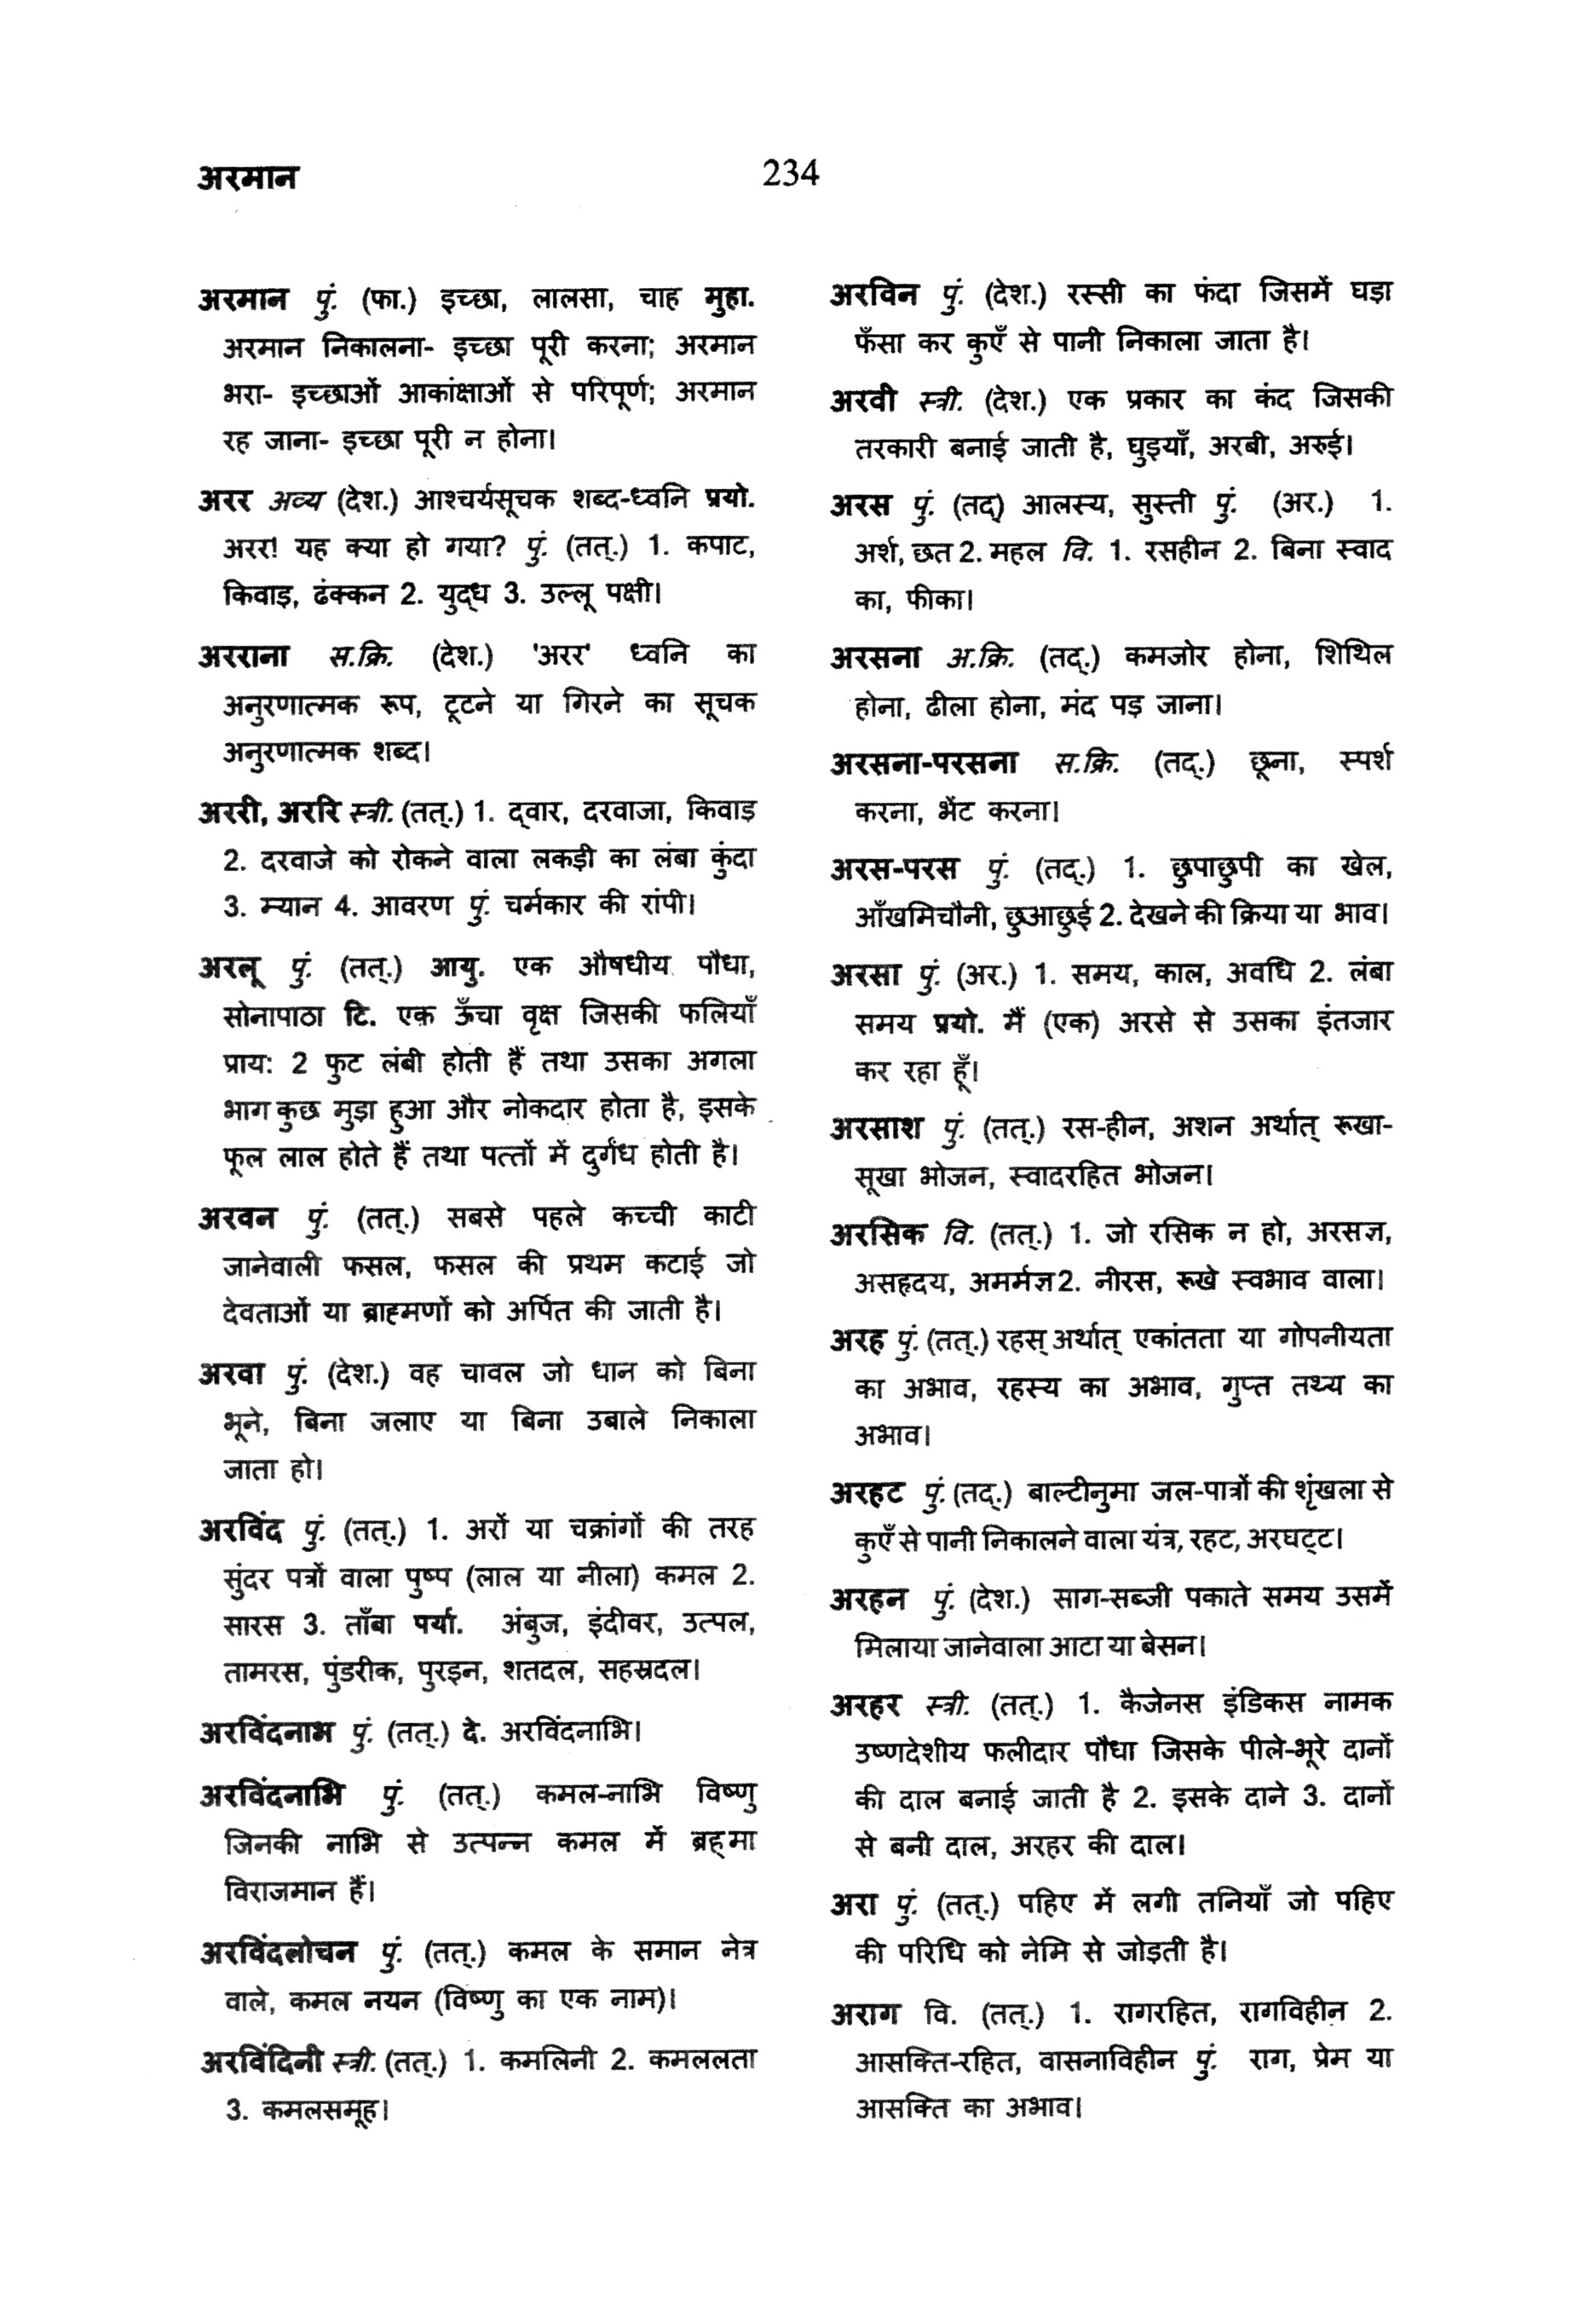 अरमान
234
अरमान पुं. (फा.) इच्छा, लालसा, चाह मुहा.
अरमान निकालना- इच्छा पूरी करना; अरमान
भरा- इच्छाओं आकांक्षाओं से परिपूर्ण; अरमान
रह जाना- इच्छा पूरी न होना।
अरर अव्य (देश.) आश्चर्यसूचक शब्द-ध्वनि प्रयो.
अरर! यह क्या हो गया? पुं. (तत्.) 1. कपाट,
किवाड़, ढंक्कन 2. युद्ध 3. उल्लू पक्षी।
अरराना स.क्रि. (देश.) 'अरर' ध्वनि का
अनुरणात्मक रूप, टूटने या गिरने का सूचक
अनुरणात्मक शब्द।
अररी, अररि स्त्री. (तत्.) 1. द्वार, दरवाजा, किवाड़
2. दरवाजे को रोकने वाला लकड़ी का लंबा कुंदा
3. म्यान 4. आवरण पुं. चर्मकार की रांपी।
अरलू पुं. (तत्.) आयु. एक औषधीय पौधा,
सोनापाठा टि. एक ऊँचा वृक्ष जिसकी फलियाँ
प्राय: 2 फुट लंबी होती हैं तथा उसका अगला
भाग कुछ मुड़ा हुआ और नोकदार होता है, इसके
फूल लाल होते हैं तथा पत्तों में दुर्गंध होती है।
अरवन पुं. (तत्.) सबसे पहले कच्ची काटी
जानेवाली फसल, फसल की प्रथम कटाई जो
देवताओं या ब्राह्मणों को अर्पित की जाती है।
अरवा पुं. (देश.) वह चावल जो धान को बिना
भूने, बिना जलाए या बिना उबाले निकाला
जाता हो।
अरविंद पुं. (तत्.) 1. अरों या चक्रांगों की तरह
सुंदर पत्रों वाला पुष्प (लाल या नीला) कमल 2.
सारस 3. ताँबा पर्या. अंबुज, इंदीवर, उत्पल,
तामरस, पुंडरीक, पुरइन, शतदल, सहस्रदल।
अरविंदनाभ पुं. (तत्.) दे. अरविंदनाभि।
अरविंदनाभि पुं. (तत्.) कमल-नाभि विष्णु
जिनकी नाभि से उत्पन्न कमल में ब्रह्मा
विराजमान हैं।
अरविंदलोचन पुं. (तत्.) कमल के समान नेत्र
वाले, कमल नयन (विष्णु का एक नाम)।
अरविंदिनी स्त्री. (तत्.) 1. कमलिनी 2. कमललता
3. कमलसमूह।
अरविन पुं. (देश.) रस्सी का फंदा जिसमें घड़ा
फँसा कर कुएँ से पानी निकाला जाता है।
अरवी स्त्री. (देश.) एक प्रकार का कंद जिसकी
तरकारी बनाई जाती है, घुइयाँ, अरबी, अरुई।
अरस पुं. (तद्) आलस्य, सुस्ती पुं. (अर.) 1.
अर्श, छत 2. महल वि. 1. रसहीन 2. बिना स्वाद
का, फीका।
अरसना अ.क्रि. (तद्.) कमजोर होना, शिथिल
होना, ढीला होना, मंद पड़ जाना।
अरसना-परसना स.क्रि. (तद्.) छूना, स्पर्श
करना, भेंट करना।
अरस-परस पुं. (तद्.) 1. छुपाछुपी का खेल,
आँखमिचौनी, छुआछुई 2. देखने की क्रिया या भाव।
अरसा पुं. (अर.) 1. समय, काल, अवधि 2. लंबा
समय प्रयो. मैं (एक) अरसे से उसका इंतजार
कर रहा हूँ।
अरसाश पुं. (तत्.) रस-हीन, अशन अर्थात् रूखा-
सूखा भोजन, स्वादरहित भोजन।
अरसिक वि. (तत्.) 1. जो रसिक न हो, अरसज्ञ,
असहृदय, अमर्मज्ञ 2. नीरस, रूखे स्वभाव वाला।
अरह पुं. (तत्.) रहस् अर्थात् एकांतता या गोपनीयता
का अभाव, रहस्य का अभाव, गुप्त तथ्य का
अभाव।
अरहट पुं. (तद्.) बाल्टीनुमा जल-पात्रों की शृंखला से
कुएँ से पानी निकालने वाला यंत्र, रहट, अरघट्ट।
अरहन पुं. (देश.) साग-सब्जी पकाते समय उसमें
मिलाया जानेवाला आटा या बेसन।
अरहर स्त्री. (तत्.) 1. कैजेनस इंडिकस नामक
उष्णदेशीय फलीदार पौधा जिसके पीले-भूरे दानों
की दाल बनाई जाती है 2. इसके दाने 3. दानों
से बनी दाल, अरहर की दाल।
अरा पुं. (तत्.) पहिए में लगी तनियाँ जो पहिए
की परिधि को नेमि से जोड़ती है।
अराग वि. (तत्.) 1. रागरहित, रागविहीन 2.
आसक्ति-रहित, वासनाविहीन पुं. राग, प्रेम या
आसक्ति का अभाव।